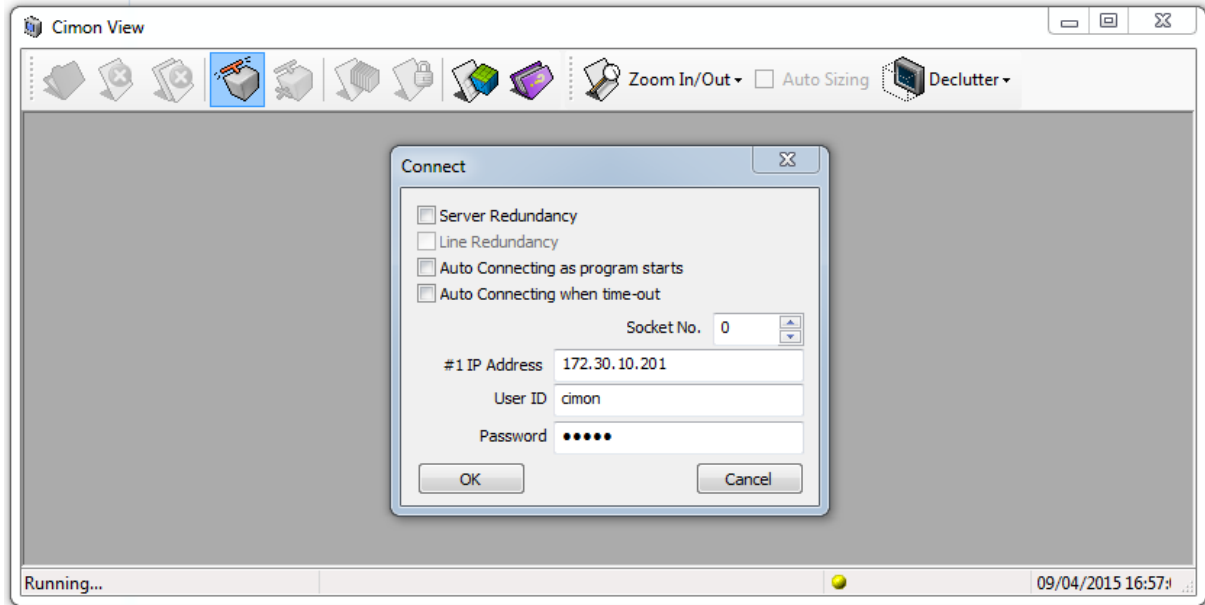 Cimon View
Zoom In/Out Auto Sizing Declutter
Connect
Server Redundancy
Line Redundancy
Auto Connecting as program starts
Auto Connecting when time-out
Socket No. 0
#1 IP Address 172.30.10.201
User ID cimon
Password •••••
OK Cancel
Running... 09/04/2015 16:57: